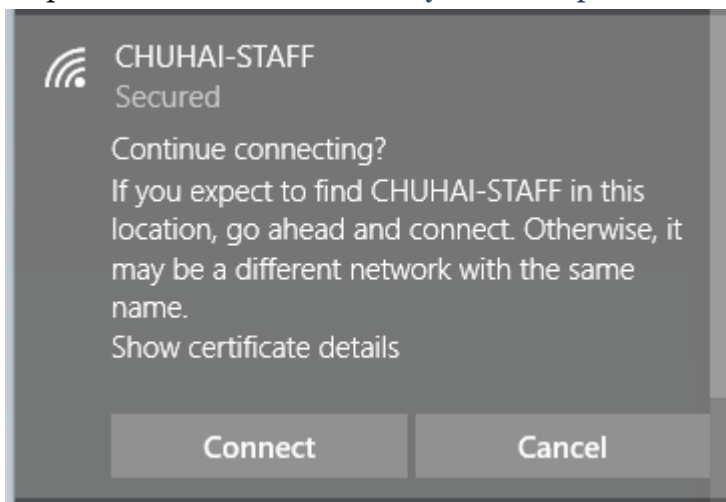 CHUHAI-STAFF
Secured
Continue connecting?
If you expect to find CHUHAI-STAFF in this
location, go ahead and connect. Otherwise, it
may be a different network with the same
name.
Show certificate details
Connect Cancel